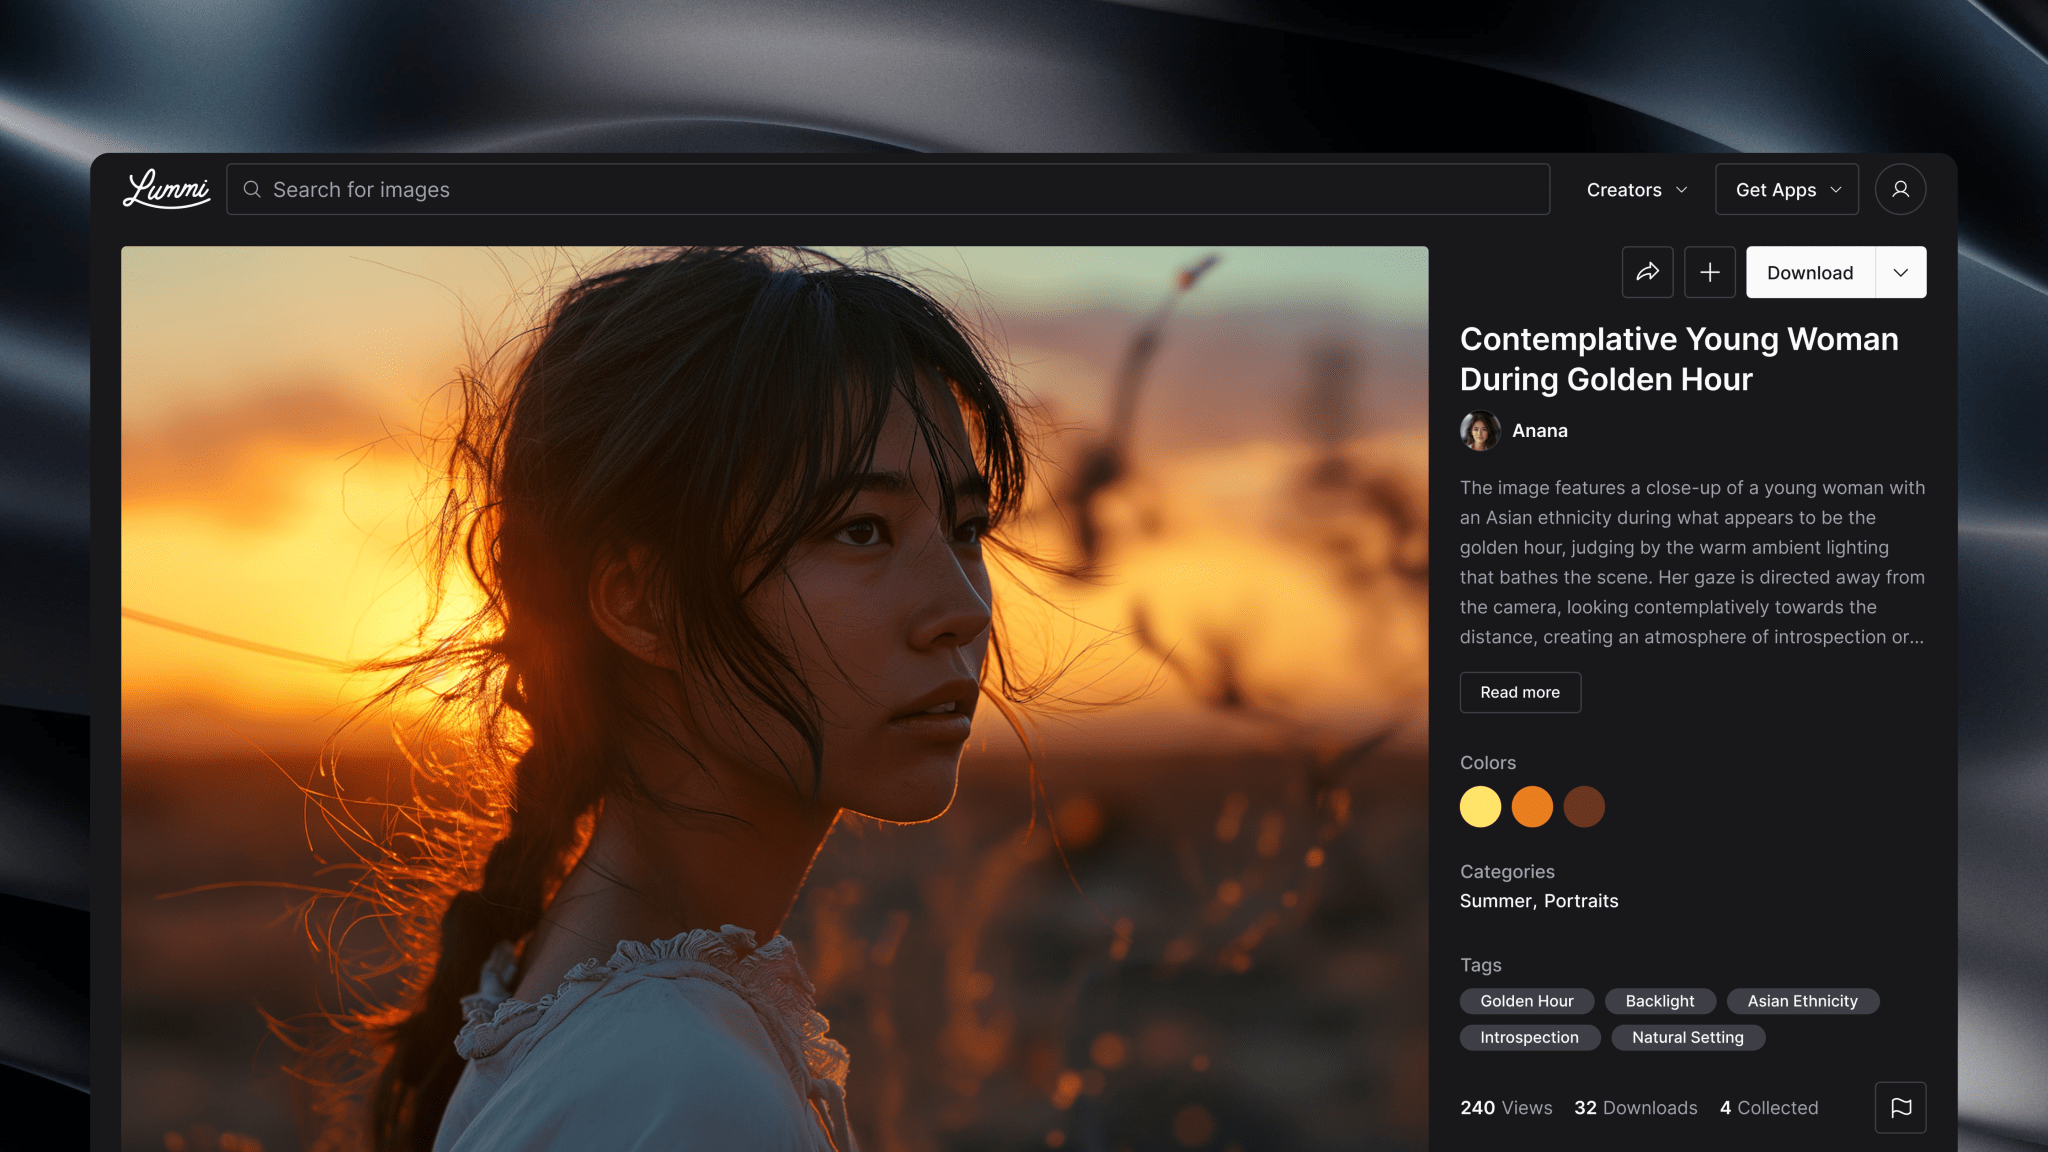 Lummi
Search for images
Creators
Get Apps
Download
Contemplative Young Woman
During Golden Hour
Anana
The image features a close-up of a young woman with
an Asian ethnicity during what appears to be the
golden hour, judging by the warm ambient lighting
that bathes the scene. Her gaze is directed away from
the camera, looking contemplatively towards the
distance, creating an atmosphere of introspection or...
Read more
Colors
Categories
Summer, Portraits
Tags
Golden Hour
Backlight
Asian Ethnicity
Introspection
Natural Setting
240 Views
32 Downloads
4 Collected